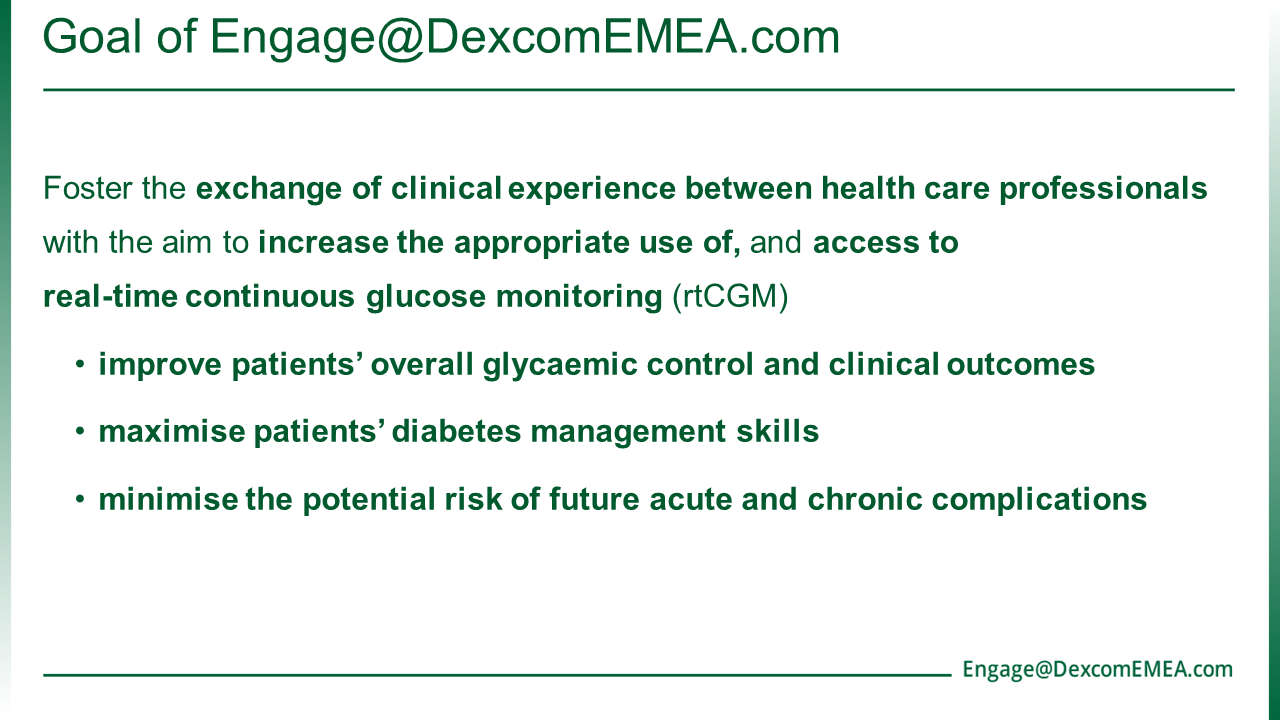 Goal of Engage@DexcomEMEA.com
Foster the exchange of clinical experience between health care professionals
with the aim to increase the appropriate use of, and access to
real-time continuous glucose monitoring (rtCGM)
• improve patients’ overall glycaemic control and clinical outcomes
• maximise patients’ diabetes management skills
• minimise the potential risk of future acute and chronic complications
Engage@DexcomEMEA.com